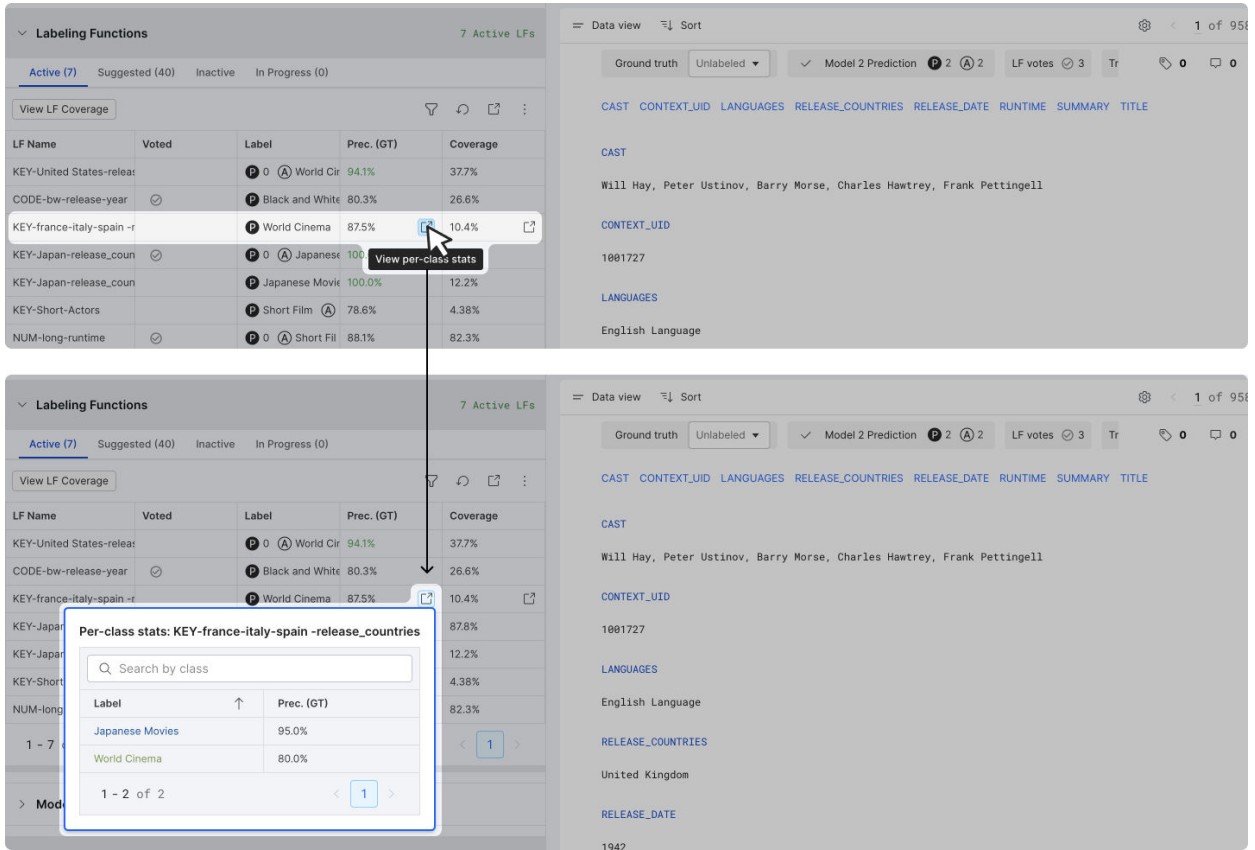 Labeling Functions
7 Active LFs
Active (7) Suggested (40) Inactive In Progress (0)
View LF Coverage
LF Name Voted Label Prec. (GT) Coverage
KEY-United States-releas P 0 A World Cir 94.1% 37.7%
CODE-bw-release-year P Black and White 80.3% 26.6%
KEY-france-italy-spain -r P World Cinema 87.5% 10.4%
KEY-Japan-release_coun P 0 A Japanese 100.
View per-class stats
KEY-Japan-release_coun P Japanese Movie 100.0% 12.2%
KEY-Short-Actors P Short Film A 78.6% 4.38%
NUM-long-runtime P 0 A Short Fil 88.1% 82.3%
Data view Sort
1 of 958
Ground truth Unlabeled Model 2 Prediction P 2 A 2 LF votes 3 Tr 0 0
CAST CONTEXT_UID LANGUAGES RELEASE_COUNTRIES RELEASE_DATE RUNTIME SUMMARY TITLE
CAST
Will Hay, Peter Ustinov, Barry Morse, Charles Hawtrey, Frank Pettingell
CONTEXT_UID
1001727
LANGUAGES
English Language
Labeling Functions
7 Active LFs
Active (7) Suggested (40) Inactive In Progress (0)
View LF Coverage
LF Name Voted Label Prec. (GT) Coverage
KEY-United States-releas P 0 A World Cir 94.1% 37.7%
CODE-bw-release-year P Black and White 80.3% 26.6%
KEY-france-italy-spain -r P World Cinema 87.5% 10.4%
KEY-Japar 87.8%
KEY-Japar 12.2%
KEY-Short 4.38%
NUM-long 82.3%
1 - 7
1
Mod
Per-class stats: KEY-france-italy-spain -release_countries
Search by class
Label Prec. (GT)
Japanese Movies 95.0%
World Cinema 80.0%
1 - 2 of 2
1
Data view Sort
1 of 958
Ground truth Unlabeled Model 2 Prediction P 2 A 2 LF votes 3 Tr 0 0
CAST CONTEXT_UID LANGUAGES RELEASE_COUNTRIES RELEASE_DATE RUNTIME SUMMARY TITLE
CAST
Will Hay, Peter Ustinov, Barry Morse, Charles Hawtrey, Frank Pettingell
CONTEXT_UID
1001727
LANGUAGES
English Language
RELEASE_COUNTRIES
United Kingdom
RELEASE_DATE
1942